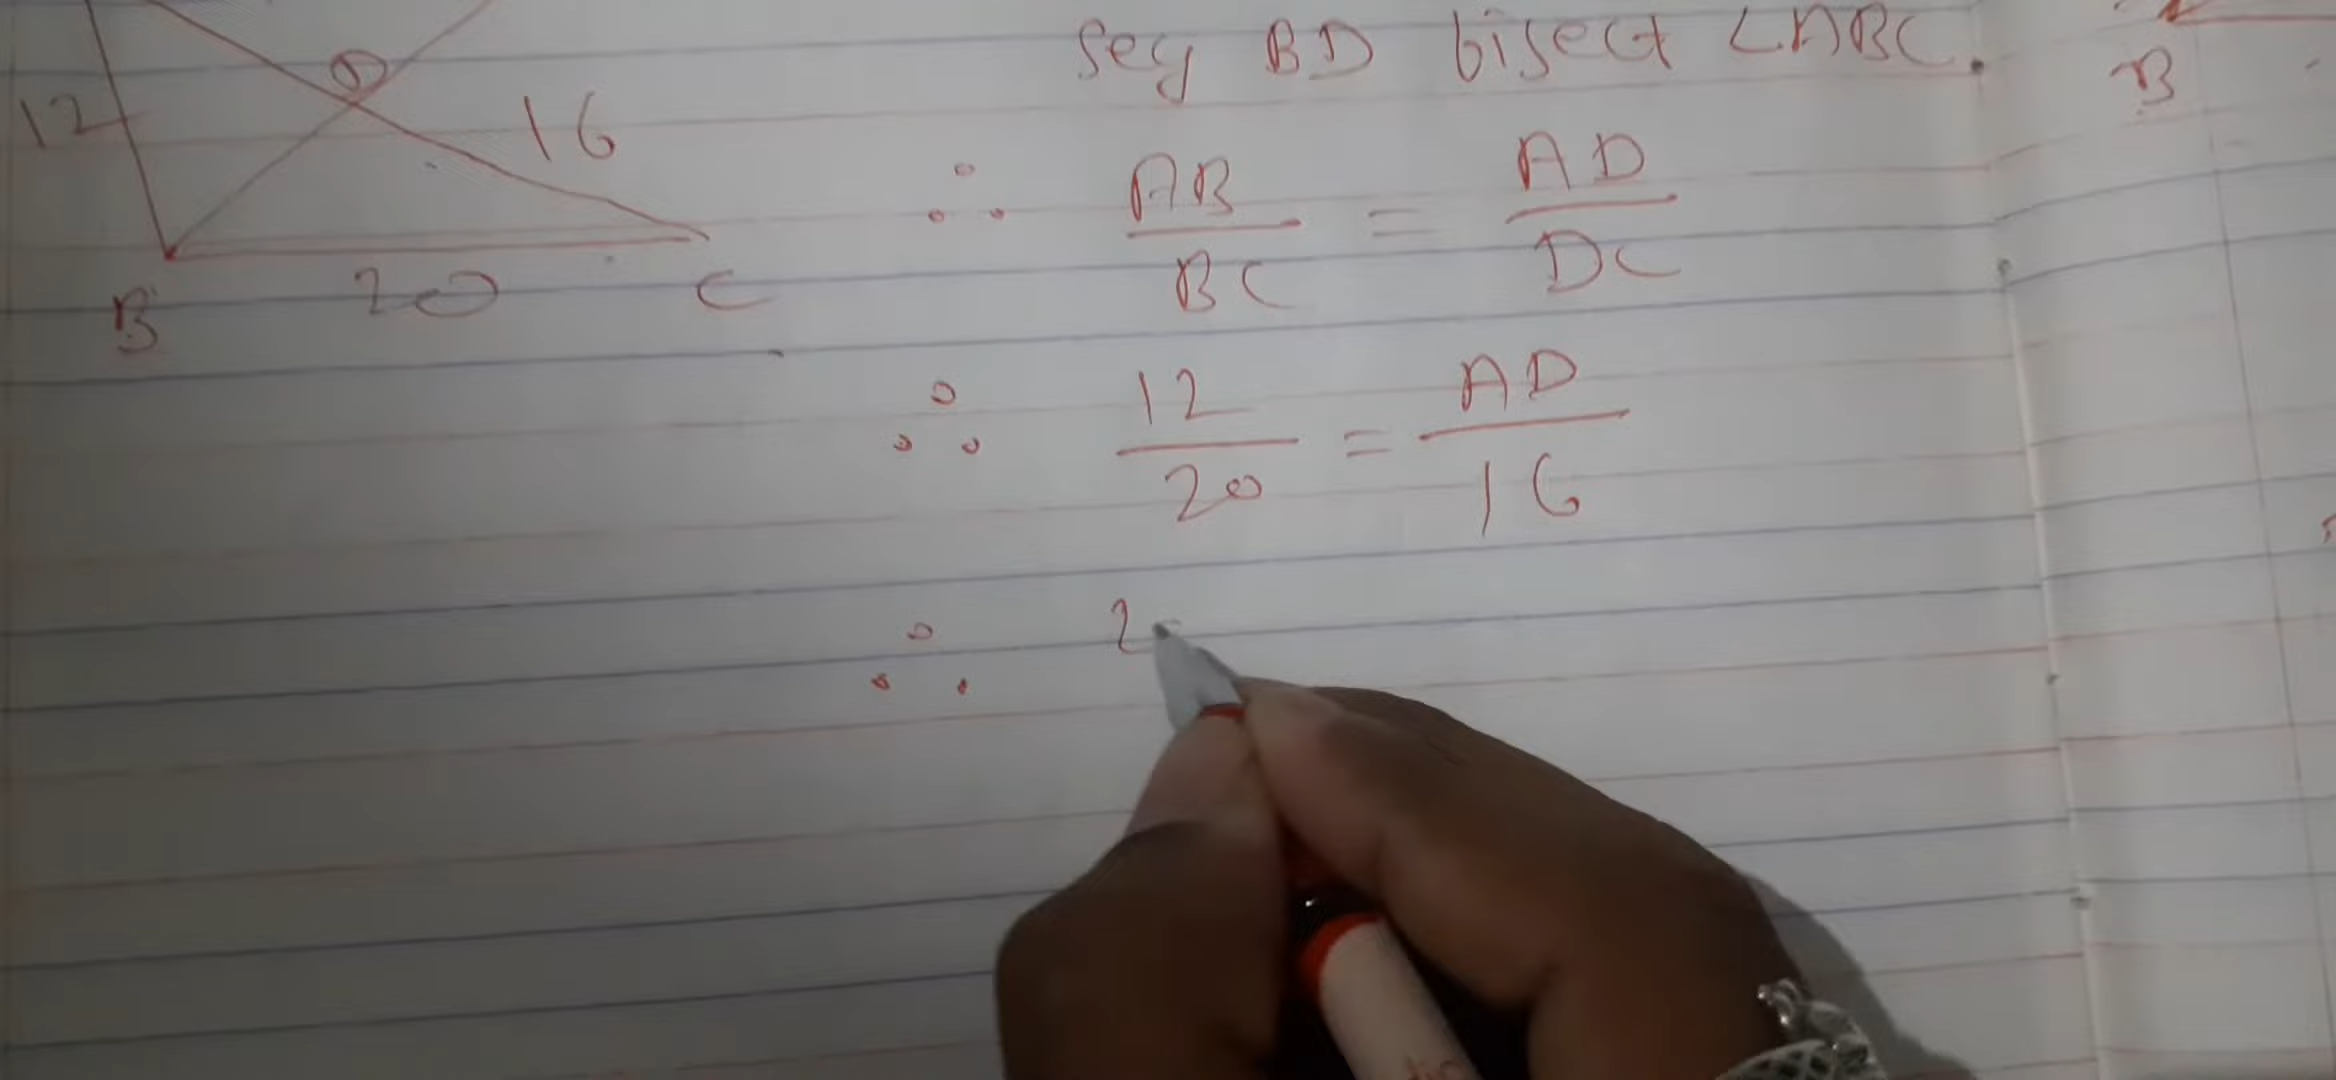 seg BD bisect ∠ABC.
D
12
16
B
20
C
∴ AB/BC = AD/DC
∴ 12/20 = AD/16
∴ 2
B